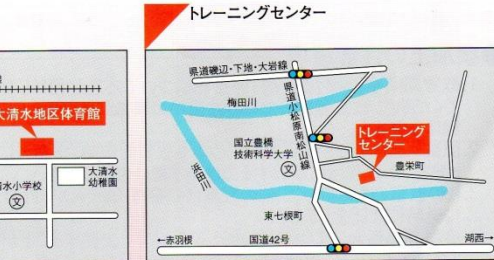 トレーニングセンター
大清水地区体育館
大清水
幼稚園
水小学校
文
県道磯辺・下地・大岩線
梅田川
県道小松原南松山線
国立豊橋
技術科学大学
文
浜田川
トレーニング
センター
豊栄町
東七根町
←赤羽根
国道42号
湖西→